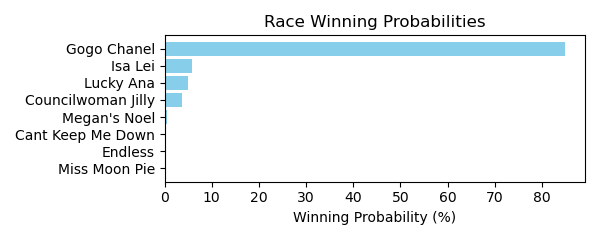 Race Winning Probabilities
Gogo Chanel
Isa Lei
Lucky Ana
Councilwoman Jilly
Megan's Noel
Cant Keep Me Down
Endless
Miss Moon Pie
0 10 20 30 40 50 60 70 80
Winning Probability (%)